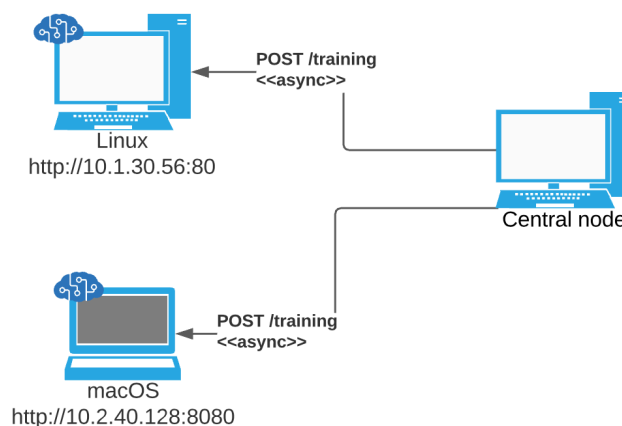 POST /training
<<async>>
Linux
http://10.1.30.56:80
Central node
POST /training
<<async>>
macOS
http://10.2.40.128:8080